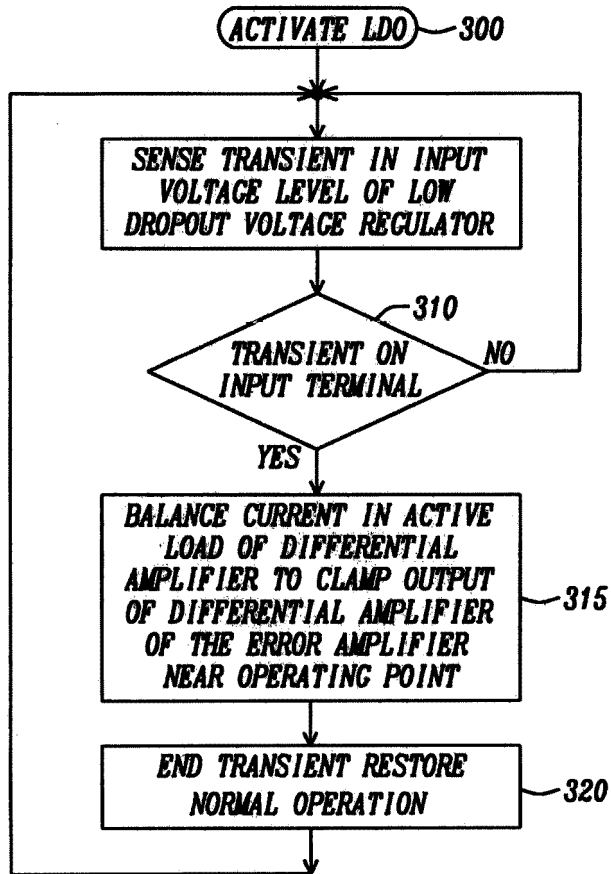 ACTIVATE LDO
300
SENSE TRANSIENT IN INPUT
VOLTAGE LEVEL OF LOW
DROPOUT VOLTAGE REGULATOR
310
TRANSIENT ON
INPUT TERMINAL
NO
YES
BALANCE CURRENT IN ACTIVE
LOAD OF DIFFERENTIAL
AMPLIFIER TO CLAMP OUTPUT
OF DIFFERENTIAL AMPLIFIER
OF THE ERROR AMPLIFIER
NEAR OPERATING POINT
315
END TRANSIENT RESTORE
NORMAL OPERATION
320